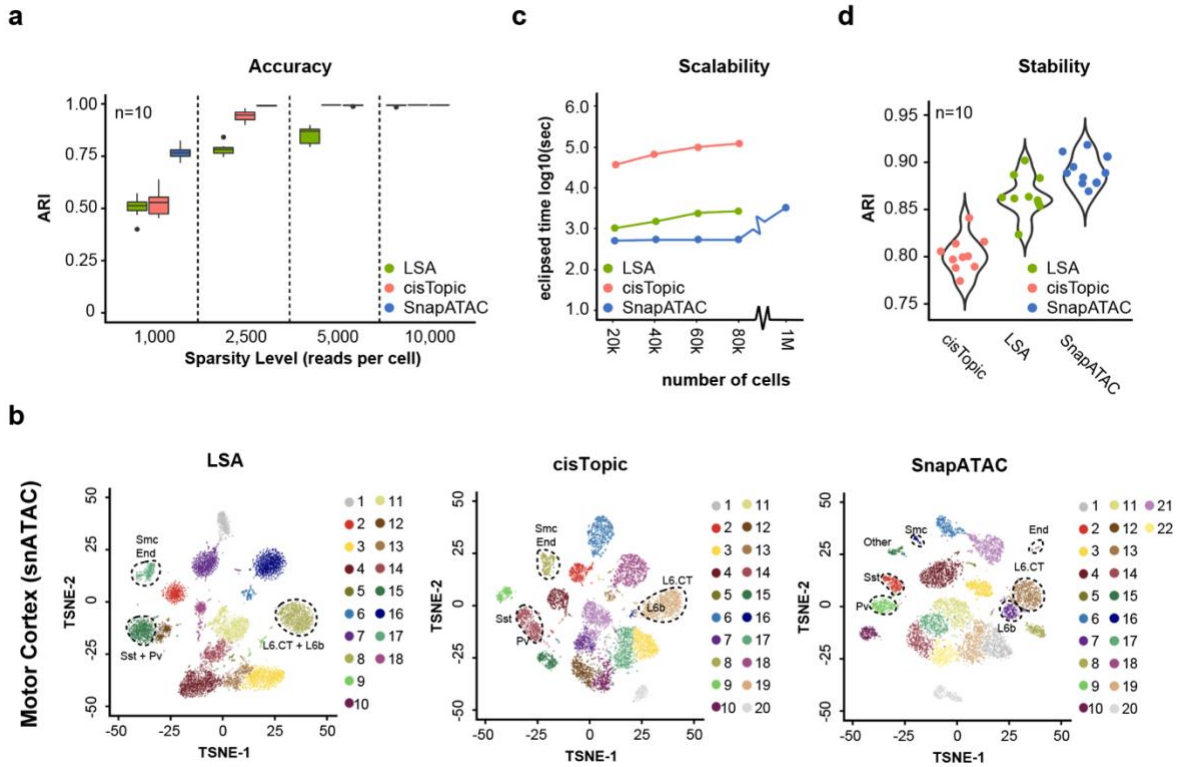 a
Accuracy
n=10
ARI
1.00
0.75
0.50
0.25
0
LSA
cisTopic
SnapATAC
1,000
2,500
5,000
10,000
Sparsity Level (reads per cell)
c
Scalability
eclipsed time log10(sec)
6.0
5.0
4.0
3.0
2.0
1.0
LSA
cisTopic
SnapATAC
20k
40k
60k
80k
1M
number of cells
d
Stability
n=10
ARI
0.95
0.90
0.85
0.80
0.75
LSA
cisTopic
SnapATAC
cisTopic
LSA
SnapATAC
b
Motor Cortex (snATAC)
LSA
TSNE-2
50
25
0
-25
-50
Smc
End
Sst + Pv
L6.CT + L6b
-50
-25
0
25
50
TSNE-1
1 11
2 12
3 13
4 14
5 15
6 16
7 17
8 18
9
10
cisTopic
TSNE-2
50
25
0
-25
-50
Smc
End
L6.CT
L6b
Sst
Pv
-50
-25
0
25
50
TSNE-1
1 11
2 12
3 13
4 14
5 15
6 16
7 17
8 18
9 19
10 20
SnapATAC
TSNE-2
50
25
0
-25
-50
Smc
End
Other
L6.CT
Sst
Pv
L6b
-50
-25
0
25
50
TSNE-1
1 11 21
2 12 22
3 13
4 14
5 15
6 16
7 17
8 18
9 19
10 20